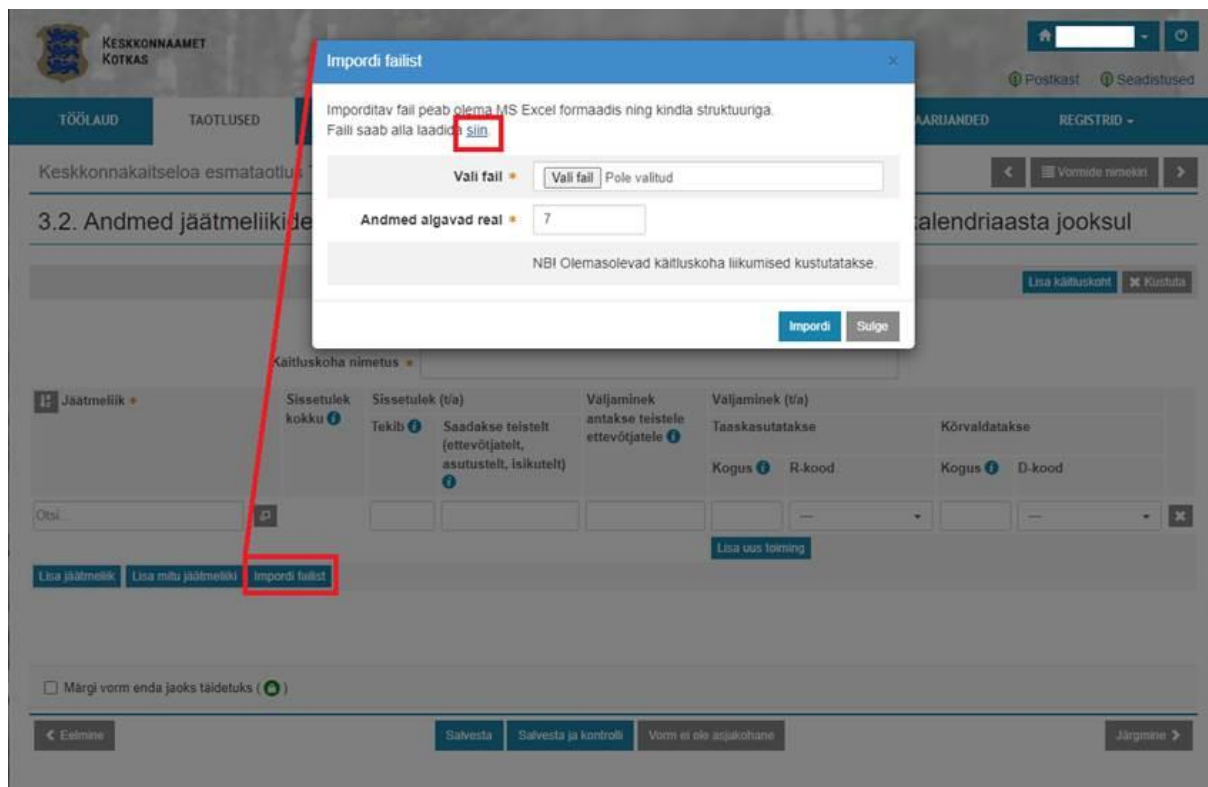 KESKKONNAAMET
KOTKAS
Postkast Seadistused
TÖÖLAUD TAOTLUSED AARUANDED REGISTRID
Keskkonnakaitseloa esmataotlus
Vormide nimekiri
3.2. Andmed jäätmeliikide
alendriaasta jooksul
Impordi failist ×
Imporditav fail peab olema MS Excel formaadis ning kindla struktuuriga.
Faili saab alla laadida siin.
Vali fail * Vali fail Pole valitud
Andmed algavad real * 7
NB! Olemasolevad käitluskoha liikumised kustutatakse.
Impordi Sulge
Lisa käitluskoht Kustuta
Käitluskoha nimetus *
Jäätmeliik *
Sissetulek
kokku
Sissetulek (t/a)
Tekib
Saadakse teistelt
(ettevõtjatelt,
asutustelt, isikutelt)
Väljaminek
antakse teistele
ettevõtjatele
Väljaminek (t/a)
Taaskasutatakse Kõrvaldatakse
Kogus R-kood Kogus D-kood
Otsi... --- ---
Lisa uus toiming
Lisa jäätmeliik Lisa mitu jäätmeliiki Impordi failist
Märgi vorm enda jaoks täidetuks ( )
Eelmine Salvesta Salvesta ja kontrolli Vorm ei ole asjakohane Järgmine